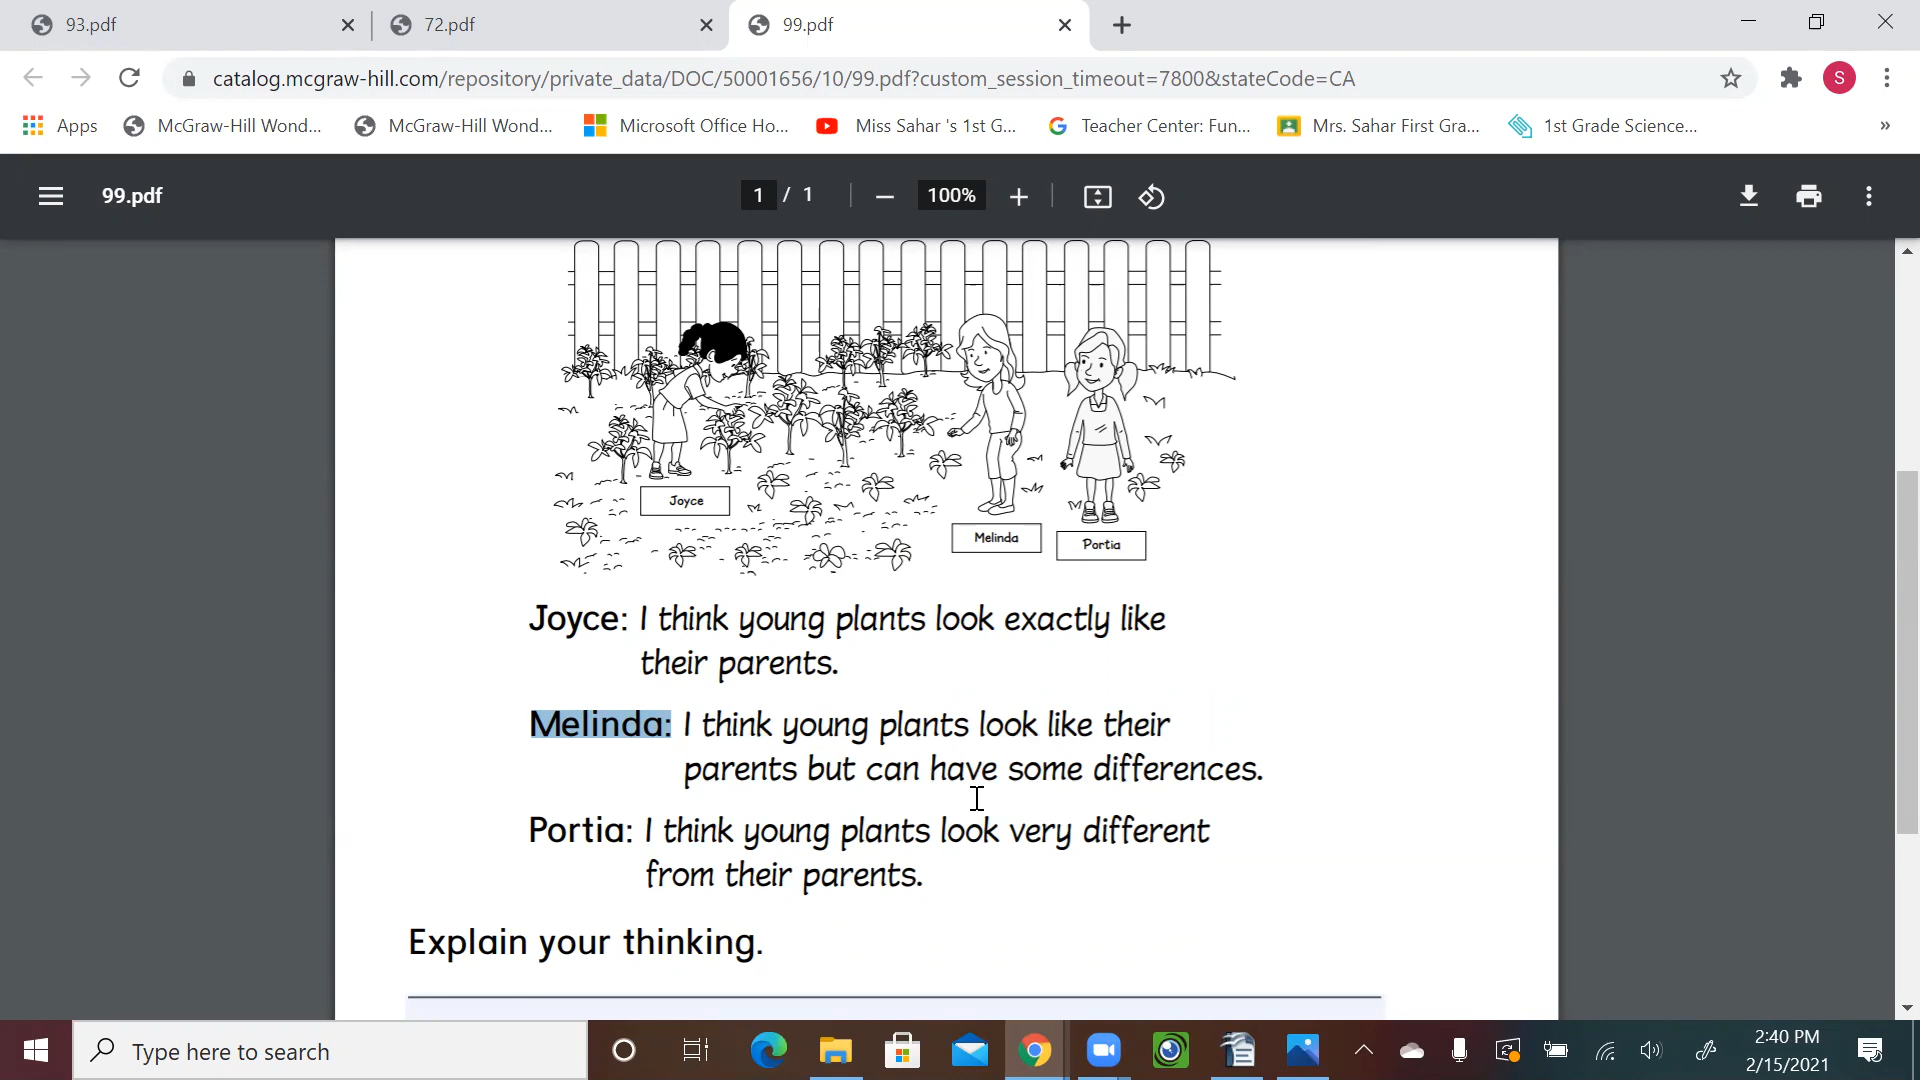 93.pdf
72.pdf
99.pdf
catalog.mcgraw-hill.com/repository/private_data/DOC/50001656/10/99.pdf?custom_session_timeout=7800&stateCode=CA
S
Apps
McGraw-Hill Wond...
McGraw-Hill Wond...
Microsoft Office Ho...
Miss Sahar 's 1st G...
Teacher Center: Fun...
Mrs. Sahar First Gra...
1st Grade Science...
»
99.pdf
1 / 1
100%
Joyce
Melinda
Portia
Joyce: I think young plants look exactly like
their parents.
Melinda: I think young plants look like their
parents but can have some differences.
Portia: I think young plants look very different
from their parents.
Explain your thinking.
Type here to search
2:40 PM
2/15/2021